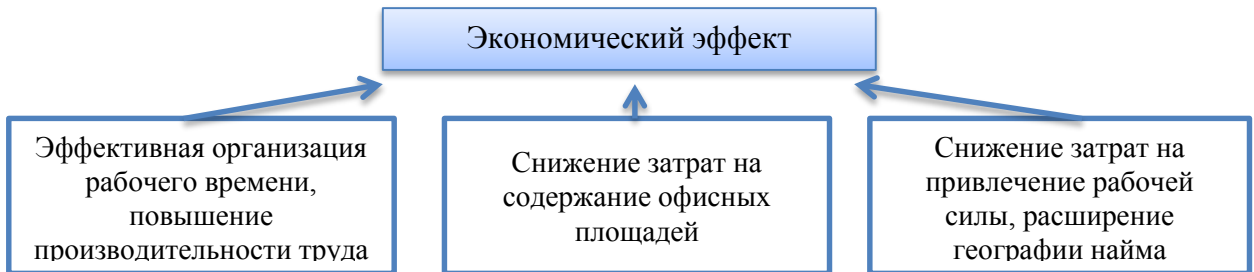 Экономический эффект
Эффективная организация
рабочего времени,
повышение
производительности труда
Снижение затрат на
содержание офисных
площадей
Снижение затрат на
привлечение рабочей
силы, расширение
географии найма